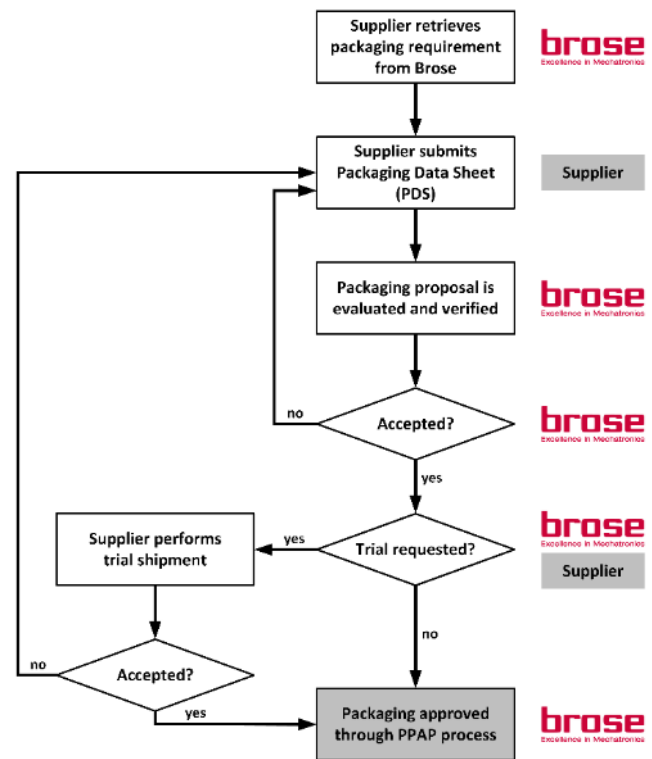 Supplier retrieves
packaging requirement
from Brose
brose
Excellence in Mechatronics
Supplier submits
Packaging Data Sheet
(PDS)
Supplier
Packaging proposal is
evaluated and verified
brose
Excellence in Mechatronics
no
Accepted?
brose
Excellence in Mechatronics
yes
Supplier performs
trial shipment
yes
Trial requested?
brose
Excellence in Mechatronics
Supplier
no
no
Accepted?
yes
Packaging approved
through PPAP process
brose
Excellence in Mechatronics